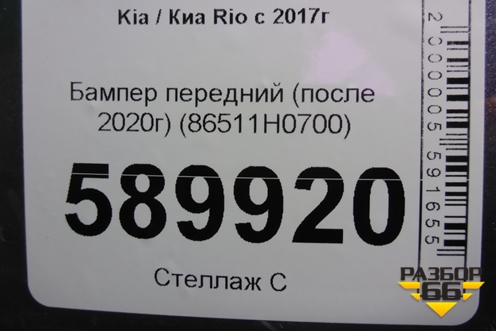 Kia / Киа Rio с 2017г
Бампер передний (после
2020г) (86511H0700)
589920
Стеллаж С
2000005591655
РАЗБОР
66